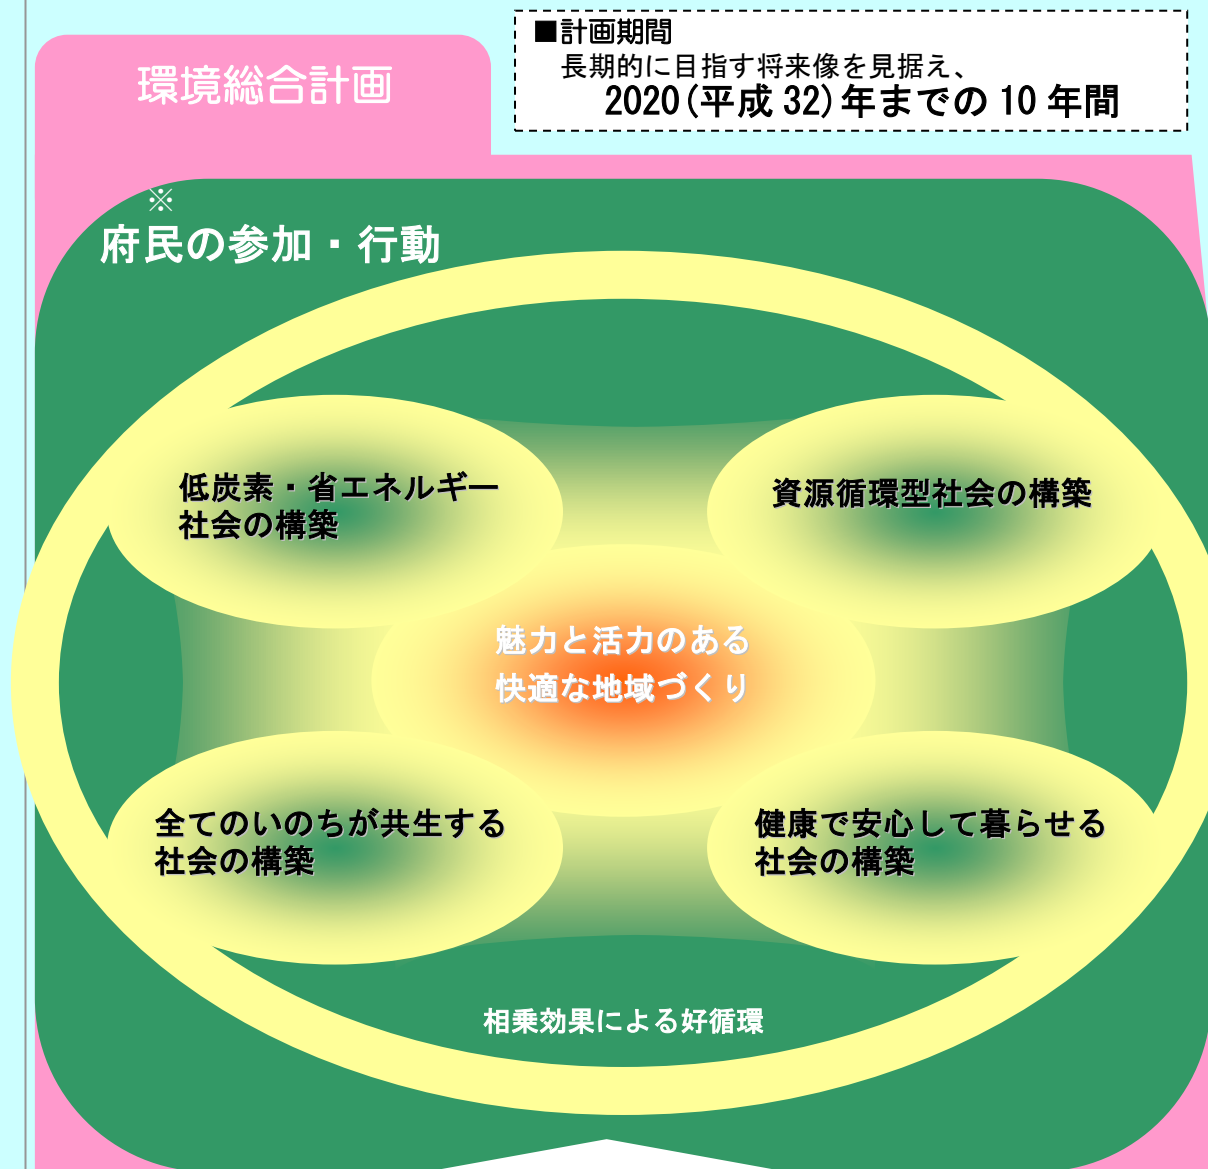 ■計画期間
長期的に目指す将来像を見据え、
2020(平成 32)年までの 10 年間
環境総合計画
※
府民の参加・行動
低炭素・省エネルギー
社会の構築
資源循環型社会の構築
魅力と活力のある
快適な地域づくり
全てのいのちが共生する
社会の構築
健康で安心して暮らせる
社会の構築
相乗効果による好循環